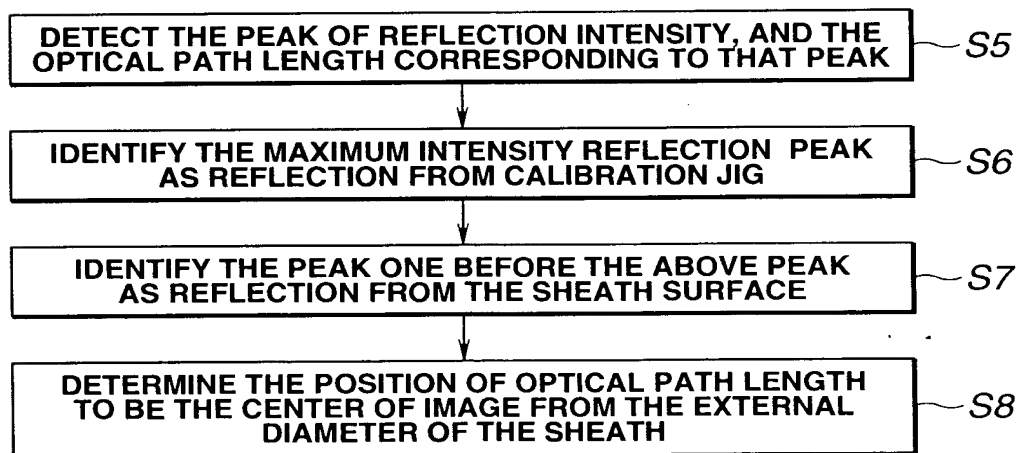 DETECT THE PEAK OF REFLECTION INTENSITY, AND THE
OPTICAL PATH LENGTH CORRESPONDING TO THAT PEAK
S5
IDENTIFY THE MAXIMUM INTENSITY REFLECTION PEAK
AS REFLECTION FROM CALIBRATION JIG
S6
IDENTIFY THE PEAK ONE BEFORE THE ABOVE PEAK
AS REFLECTION FROM THE SHEATH SURFACE
S7
DETERMINE THE POSITION OF OPTICAL PATH LENGTH
TO BE THE CENTER OF IMAGE FROM THE EXTERNAL
DIAMETER OF THE SHEATH
S8